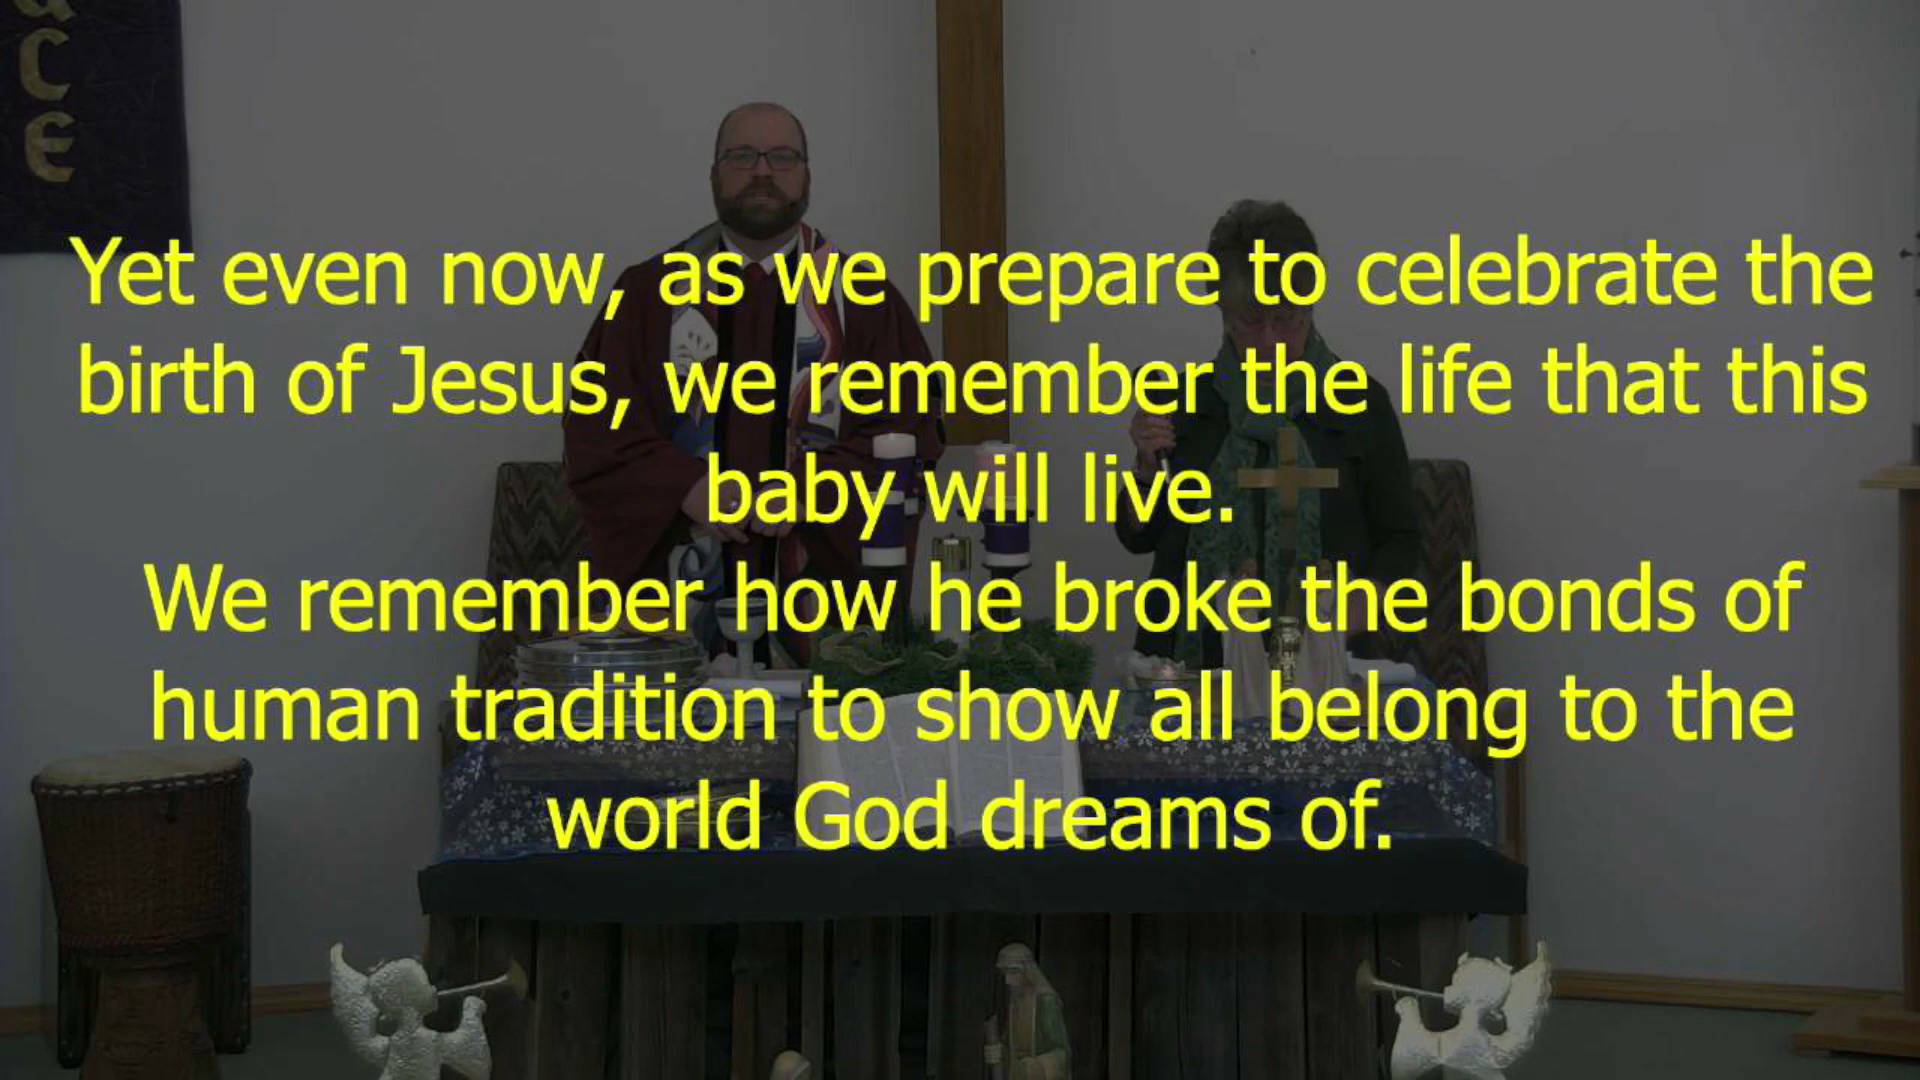 ce
Yet even now, as we prepare to celebrate the
birth of Jesus, we remember the life that this
baby will live.
We remember how he broke the bonds of
human tradition to show all belong to the
world God dreams of.